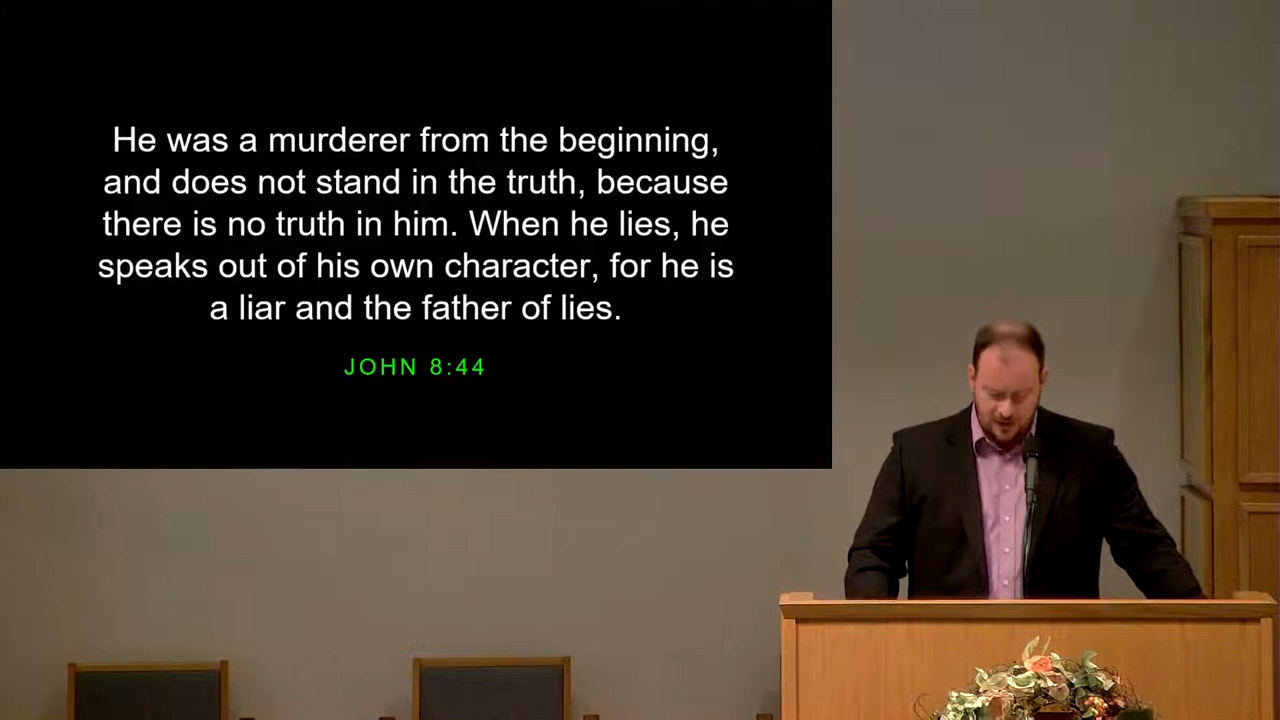 He was a murderer from the beginning,
and does not stand in the truth, because
there is no truth in him. When he lies, he
speaks out of his own character, for he is
a liar and the father of lies.
JOHN 8:44